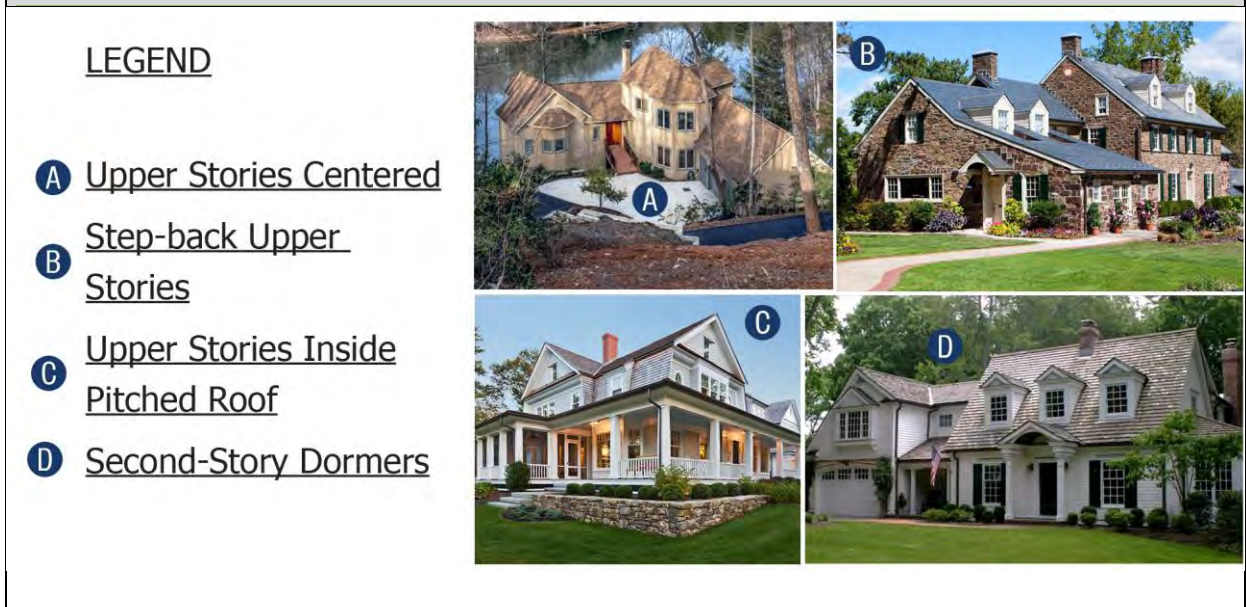 LEGEND
A Upper Stories Centered
B Step-back Upper
Stories
C Upper Stories Inside
Pitched Roof
D Second-Story Dormers
A
B
C
D